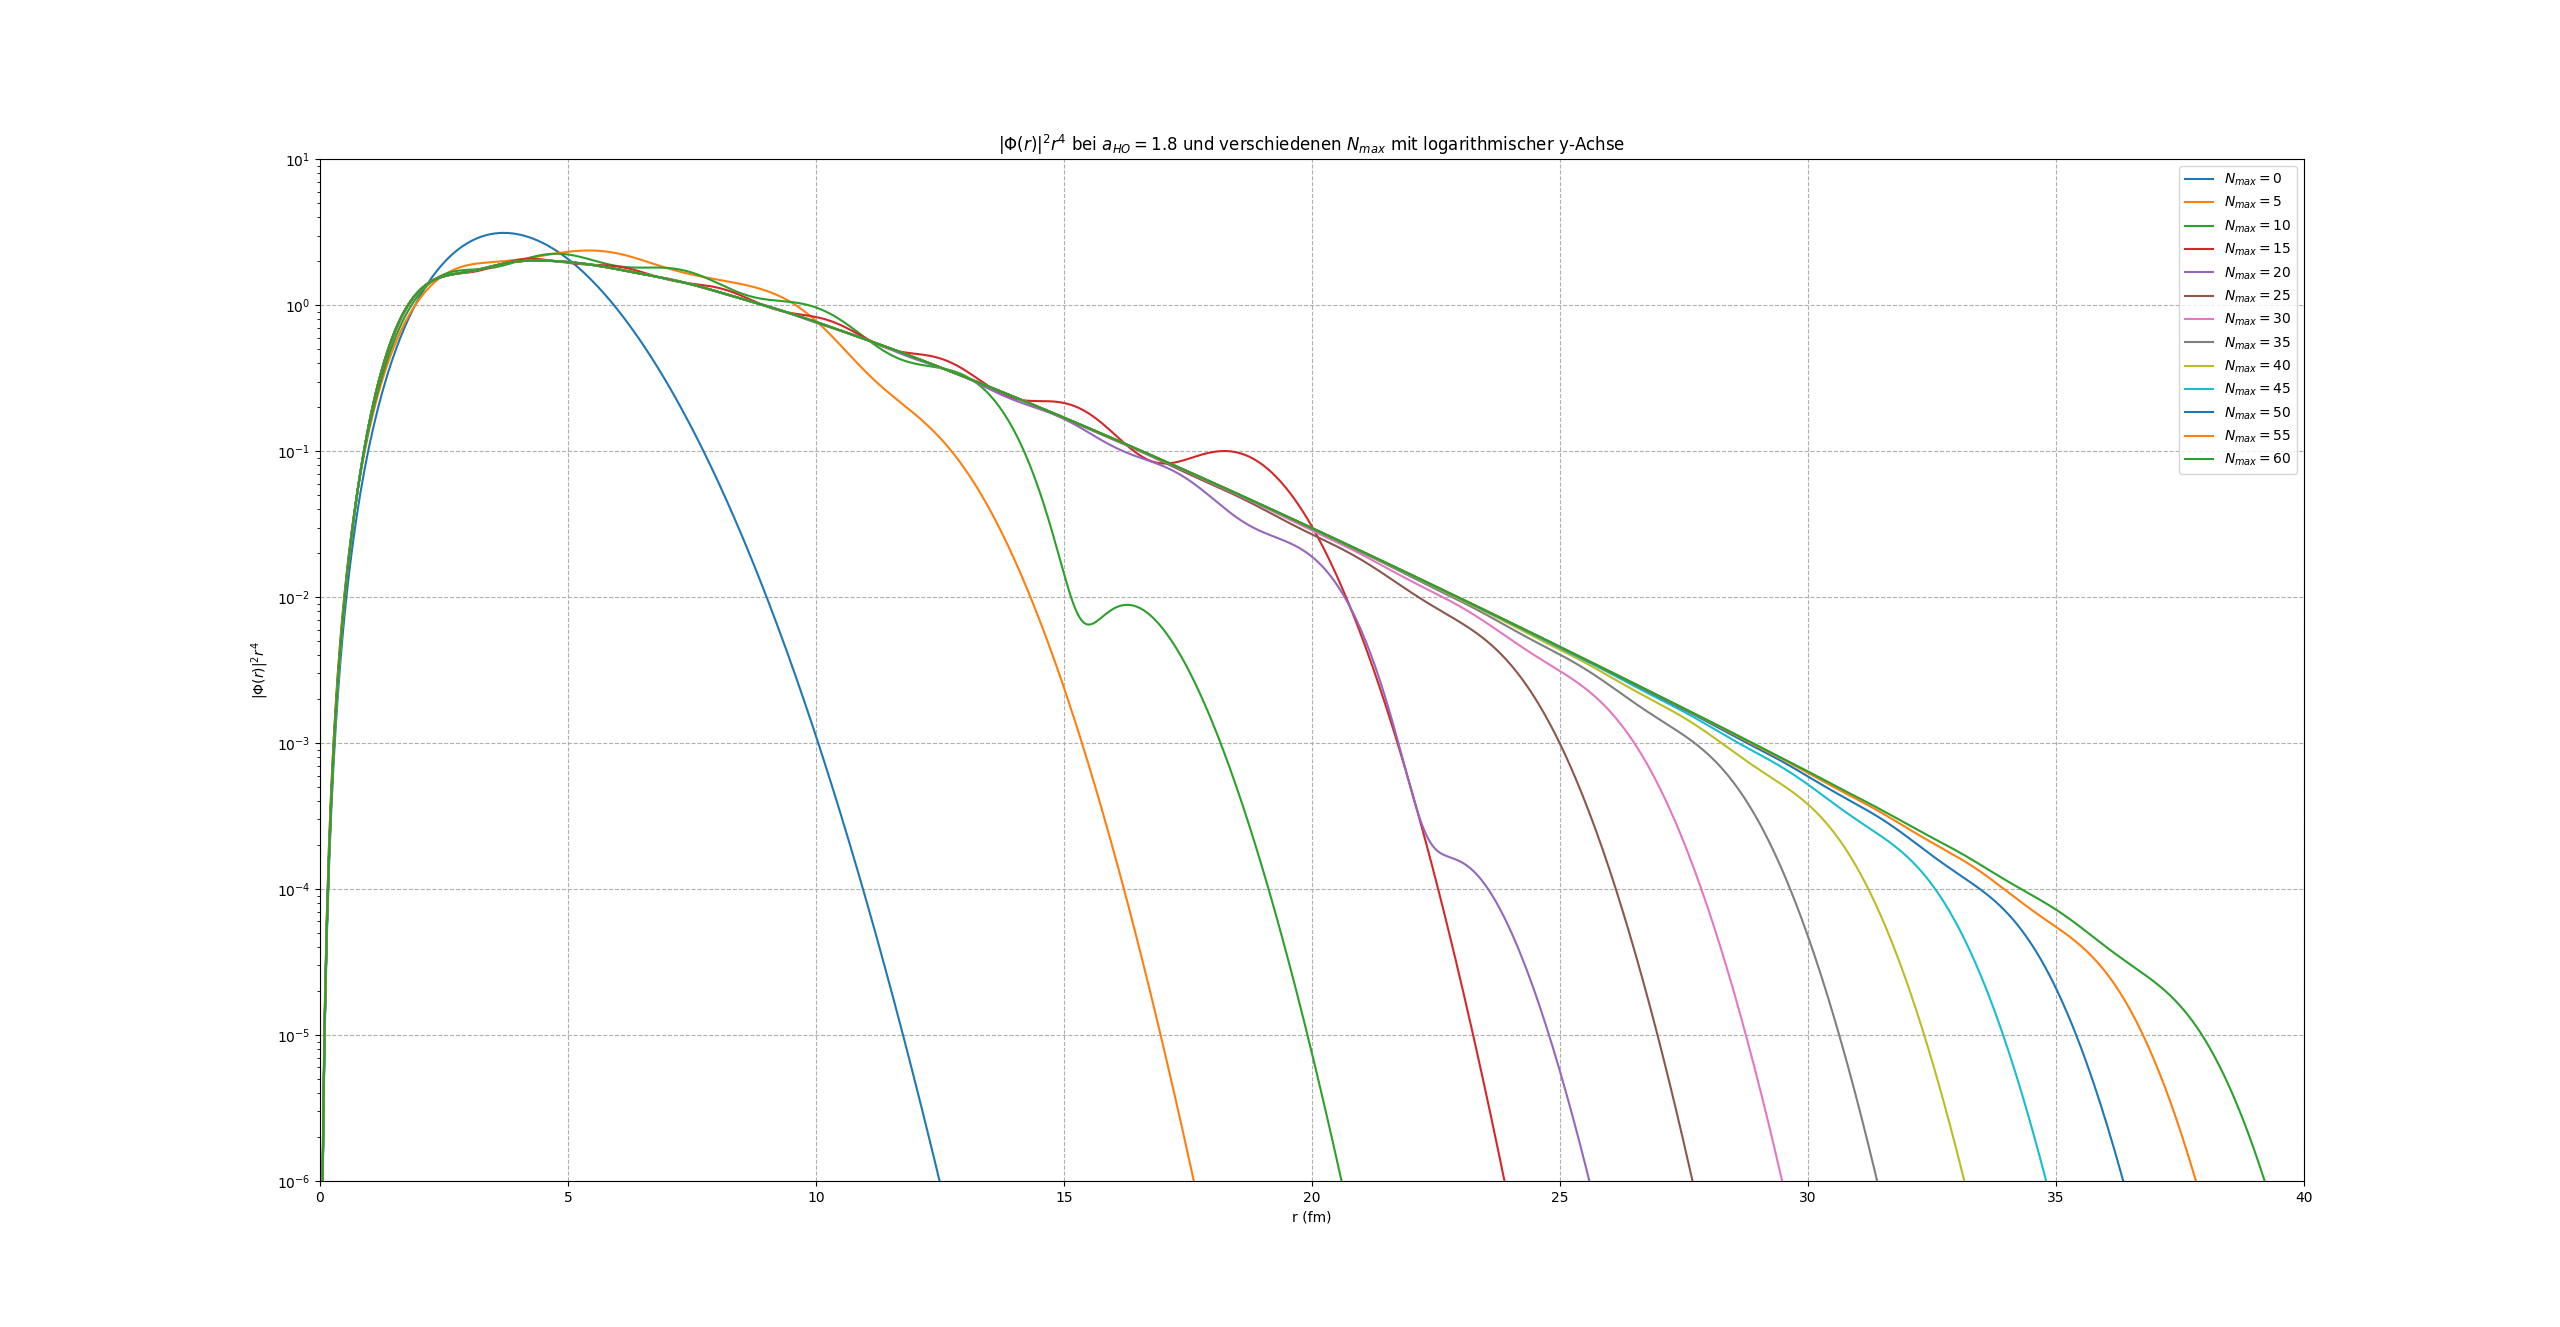 |Φ(r)|²r⁴ bei a_HO = 1.8 und verschiedenen N_max mit logarithmischer y-Achse
10¹
10⁰
10⁻¹
10⁻²
10⁻³
10⁻⁴
10⁻⁵
10⁻⁶
|Φ(r)|²r⁴
N_max = 0
N_max = 5
N_max = 10
N_max = 15
N_max = 20
N_max = 25
N_max = 30
N_max = 35
N_max = 40
N_max = 45
N_max = 50
N_max = 55
N_max = 60
0 5 10 15 20 25 30 35 40
r (fm)